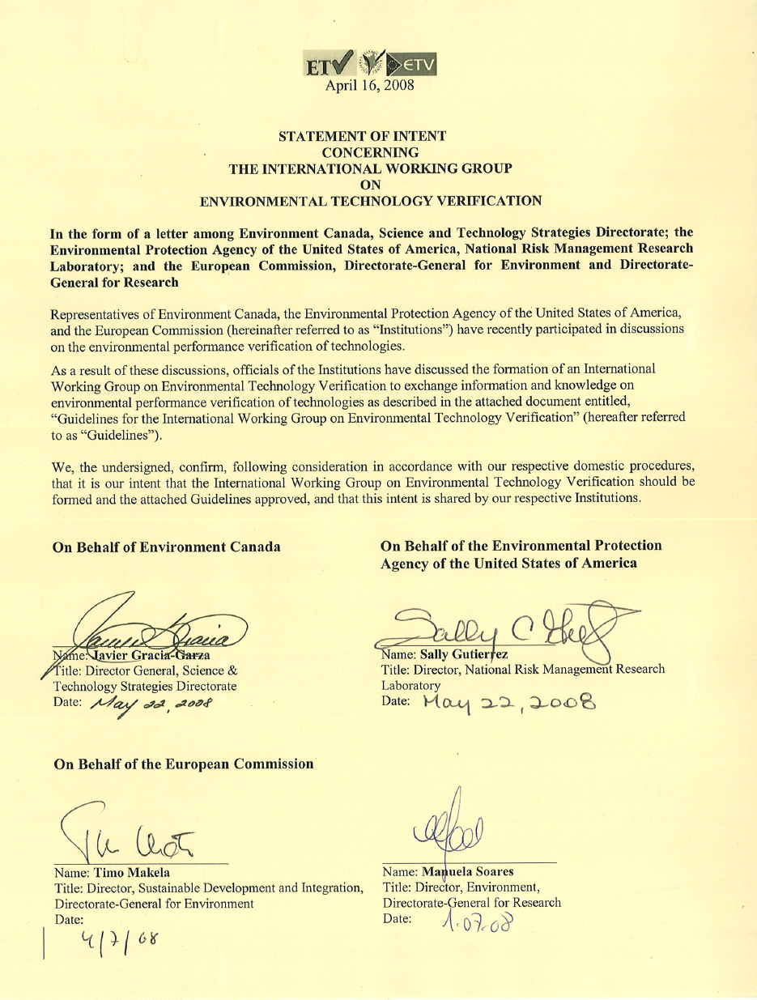 ETV ETV
April 16, 2008
STATEMENT OF INTENT
CONCERNING
THE INTERNATIONAL WORKING GROUP
ON
ENVIRONMENTAL TECHNOLOGY VERIFICATION
In the form of a letter among Environment Canada, Science and Technology Strategies Directorate; the
Environmental Protection Agency of the United States of America, National Risk Management Research
Laboratory; and the European Commission, Directorate-General for Environment and Directorate-
General for Research
Representatives of Environment Canada, the Environmental Protection Agency of the United States of America,
and the European Commission (hereinafter referred to as “Institutions”) have recently participated in discussions
on the environmental performance verification of technologies.
As a result of these discussions, officials of the Institutions have discussed the formation of an International
Working Group on Environmental Technology Verification to exchange information and knowledge on
environmental performance verification of technologies as described in the attached document entitled,
“Guidelines for the International Working Group on Environmental Technology Verification” (hereafter referred
to as “Guidelines”).
We, the undersigned, confirm, following consideration in accordance with our respective domestic procedures,
that it is our intent that the International Working Group on Environmental Technology Verification should be
formed and the attached Guidelines approved, and that this intent is shared by our respective Institutions.
On Behalf of Environment Canada
Name: Javier Gracia-Garza
Title: Director General, Science &
Technology Strategies Directorate
Date: May 22, 2008
On Behalf of the Environmental Protection
Agency of the United States of America
Sally C
Name: Sally Gutierrez
Title: Director, National Risk Management Research
Laboratory
Date: May 22, 2008
On Behalf of the European Commission
Name: Timo Makela
Title: Director, Sustainable Development and Integration,
Directorate-General for Environment
Date:
4/7/08
Name: Manuela Soares
Title: Director, Environment,
Directorate-General for Research
Date: 1.07.08